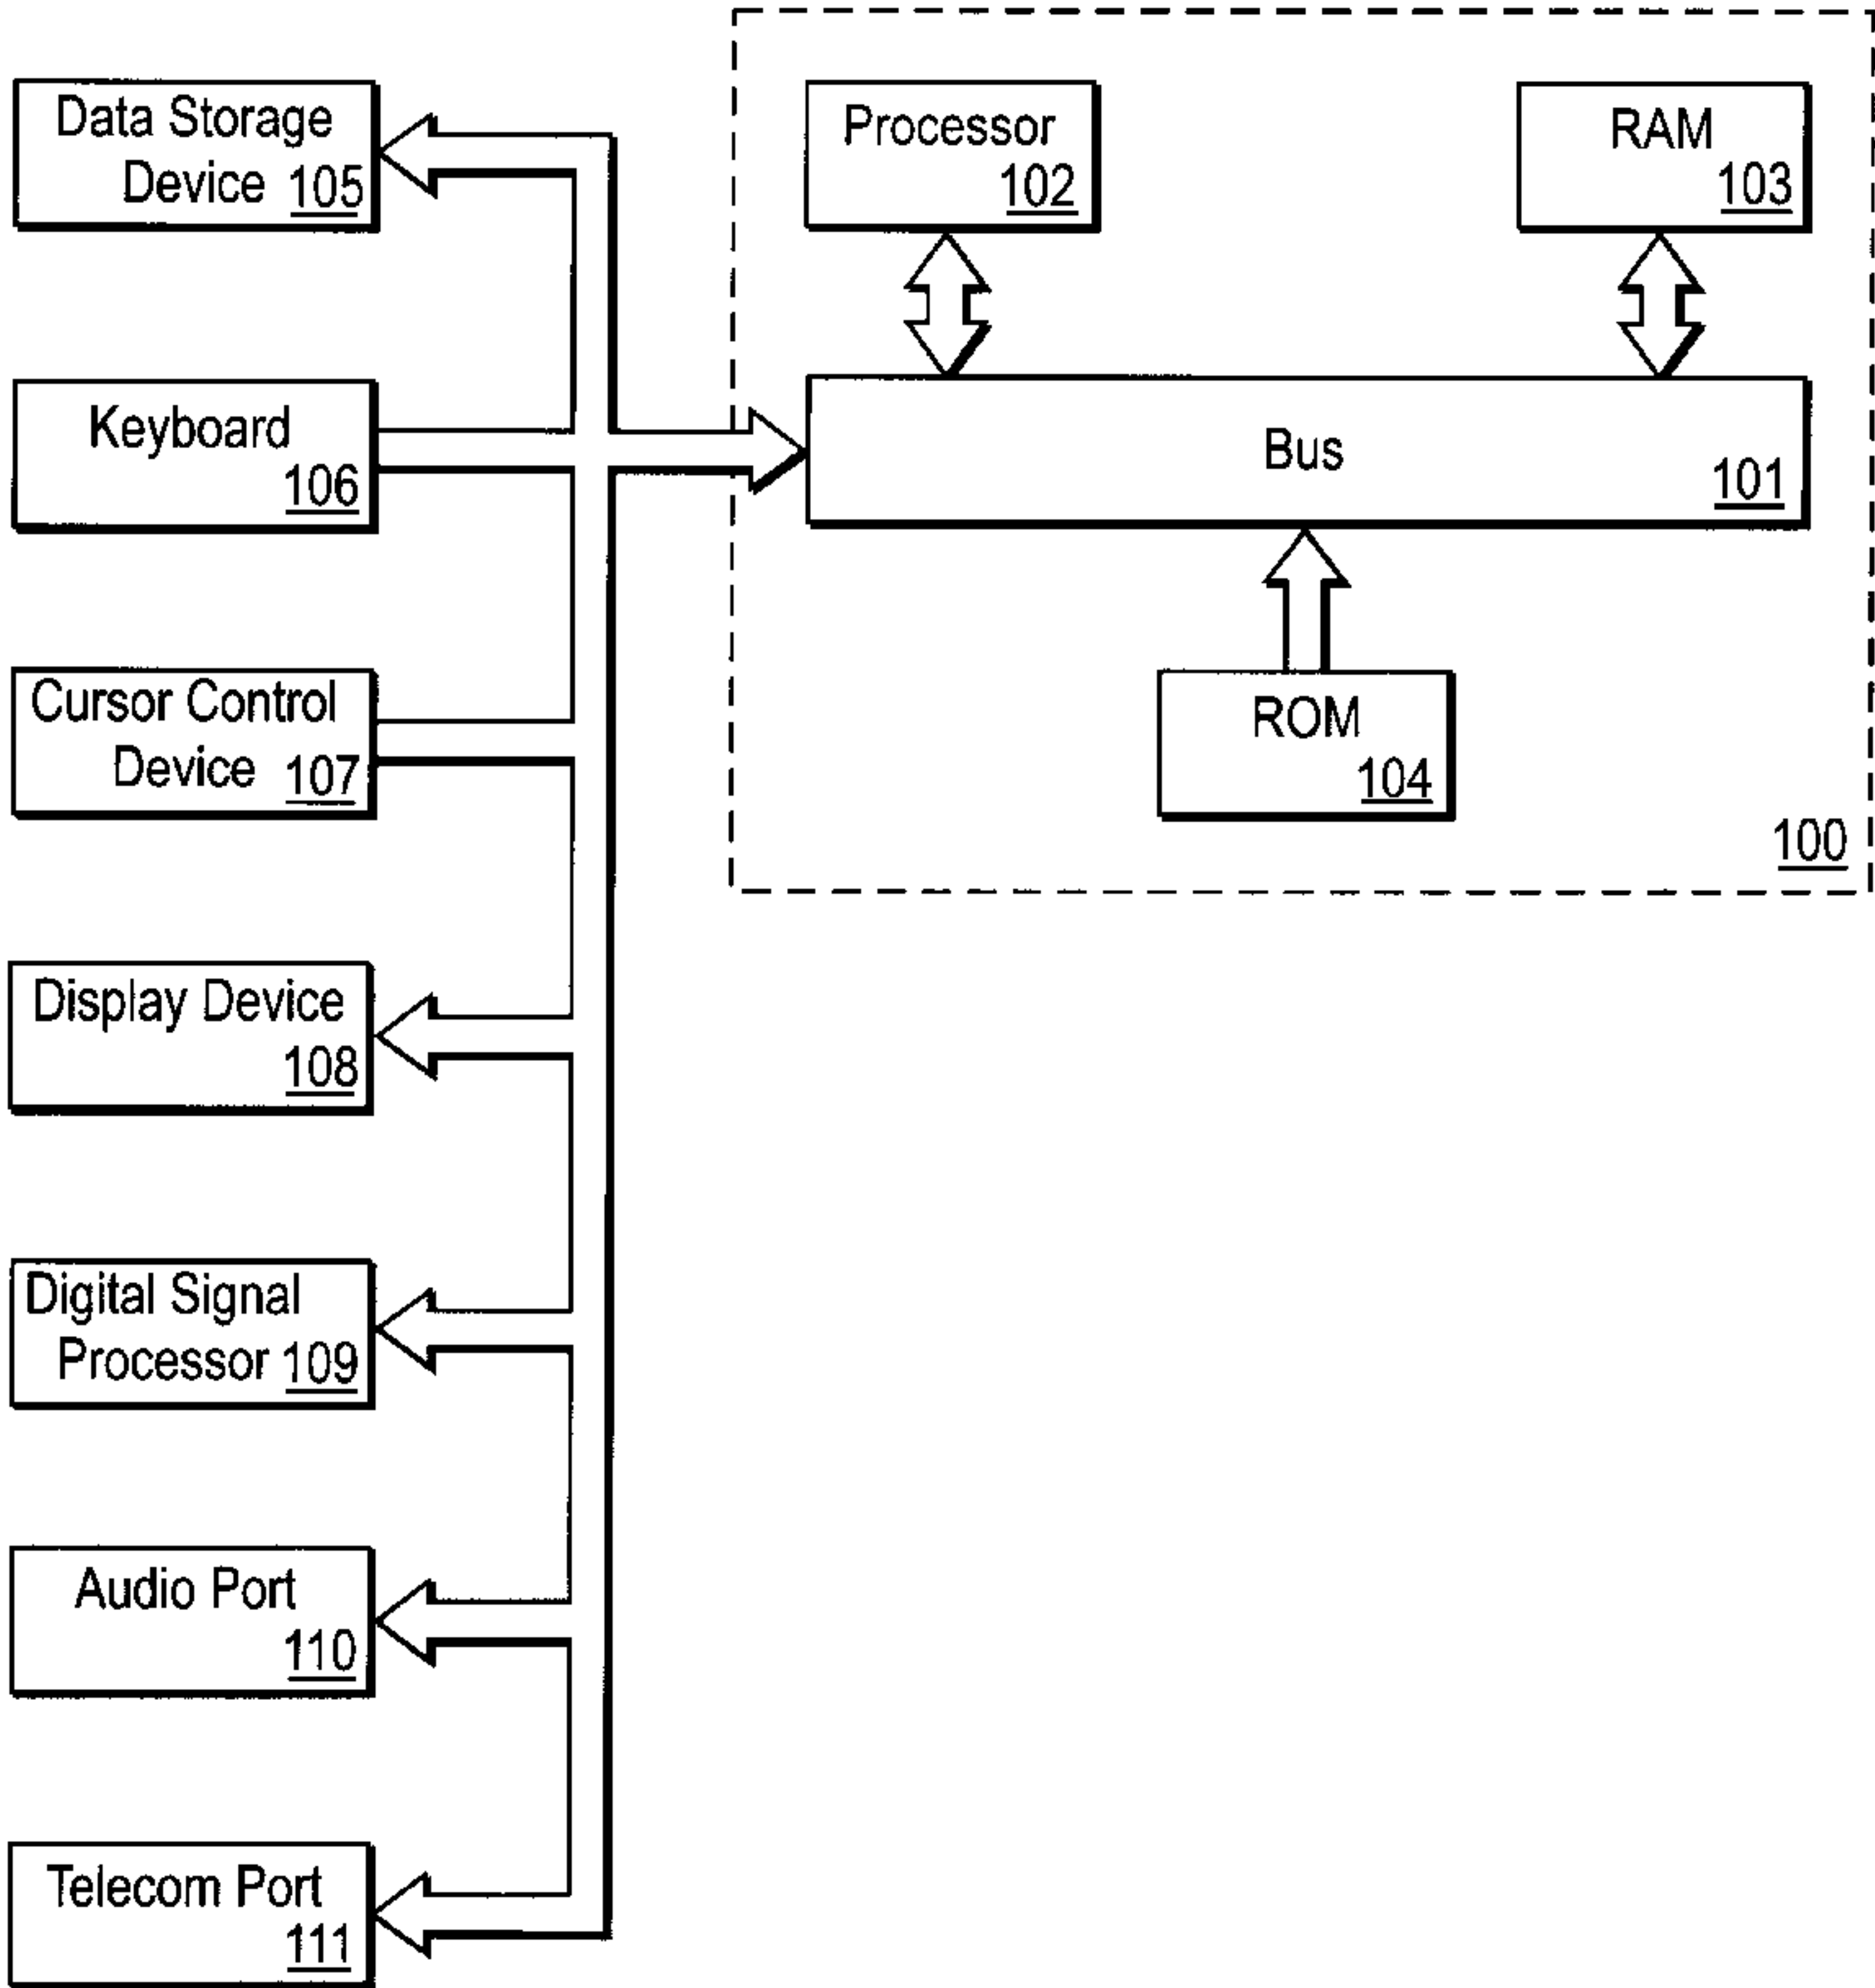 Data Storage
Device 105
Processor
102
RAM
103
Keyboard
106
Bus
101
Cursor Control
Device 107
ROM
104
100
Display Device
108
Digital Signal
Processor 109
Audio Port
110
Telecom Port
111